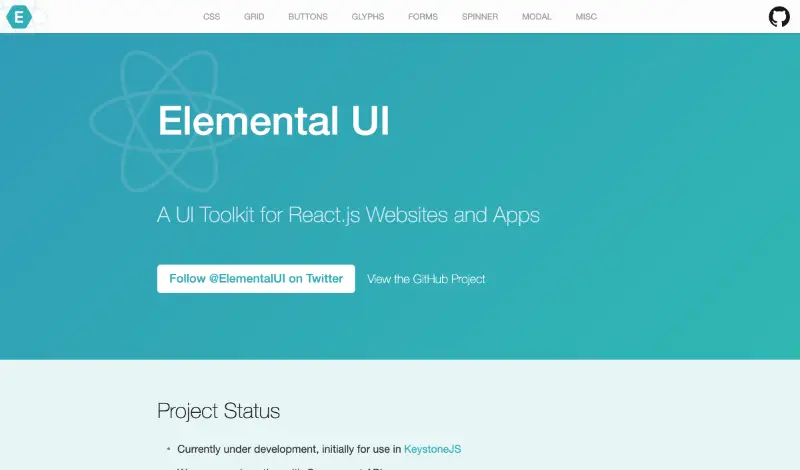 E
CSS GRID BUTTONS GLYPHS FORMS SPINNER MODAL MISC
Elemental UI
A UI Toolkit for React.js Websites and Apps
Follow @ElementalUI on Twitter View the GitHub Project
Project Status
• Currently under development, initially for use in KeystoneJS